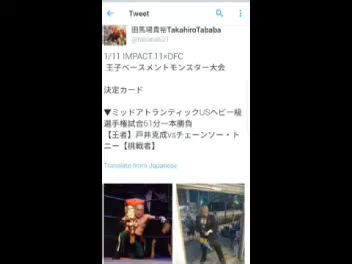 Tweet
田馬場貴裕TakahiroTababa
1/11 IMPACT.11×DFC
王子ベースメントモンスター大会
決定カード
▼ミッドアトランティックUSヘビー級
選手権試合61分一本勝負
【王者】戸井克成vsチェーンソー・ト
ニー【挑戦者】
Translate from Japanese